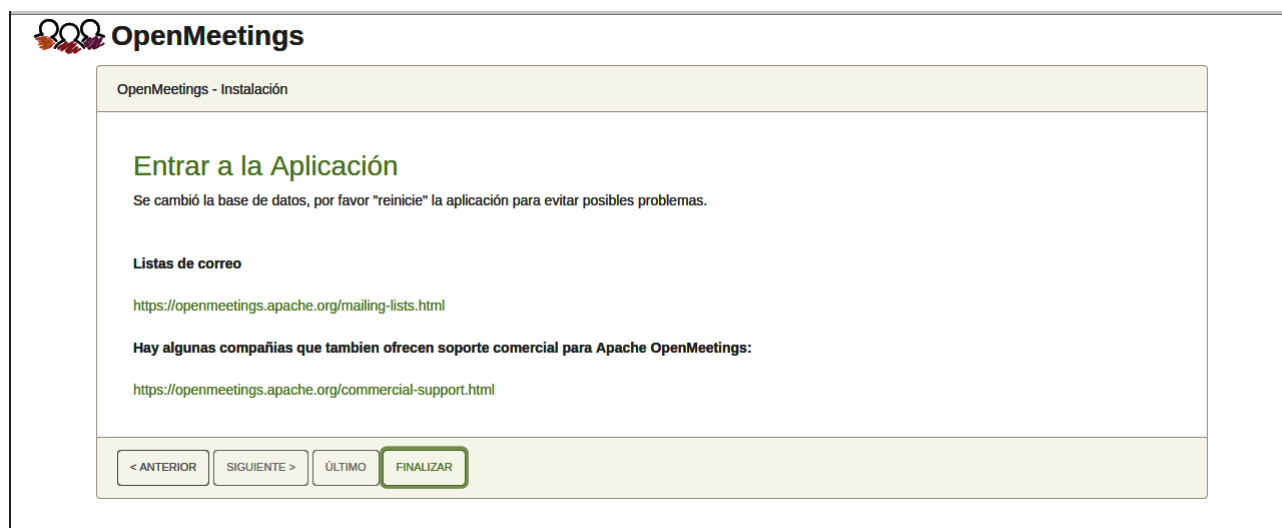 OpenMeetings
OpenMeetings - Instalación
Entrar a la Aplicación
Se cambió la base de datos, por favor "reinicie" la aplicación para evitar posibles problemas.
Listas de correo
https://openmeetings.apache.org/mailing-lists.html
Hay algunas compañias que tambien ofrecen soporte comercial para Apache OpenMeetings:
https://openmeetings.apache.org/commercial-support.html
< ANTERIOR SIGUIENTE > ÚLTIMO FINALIZAR